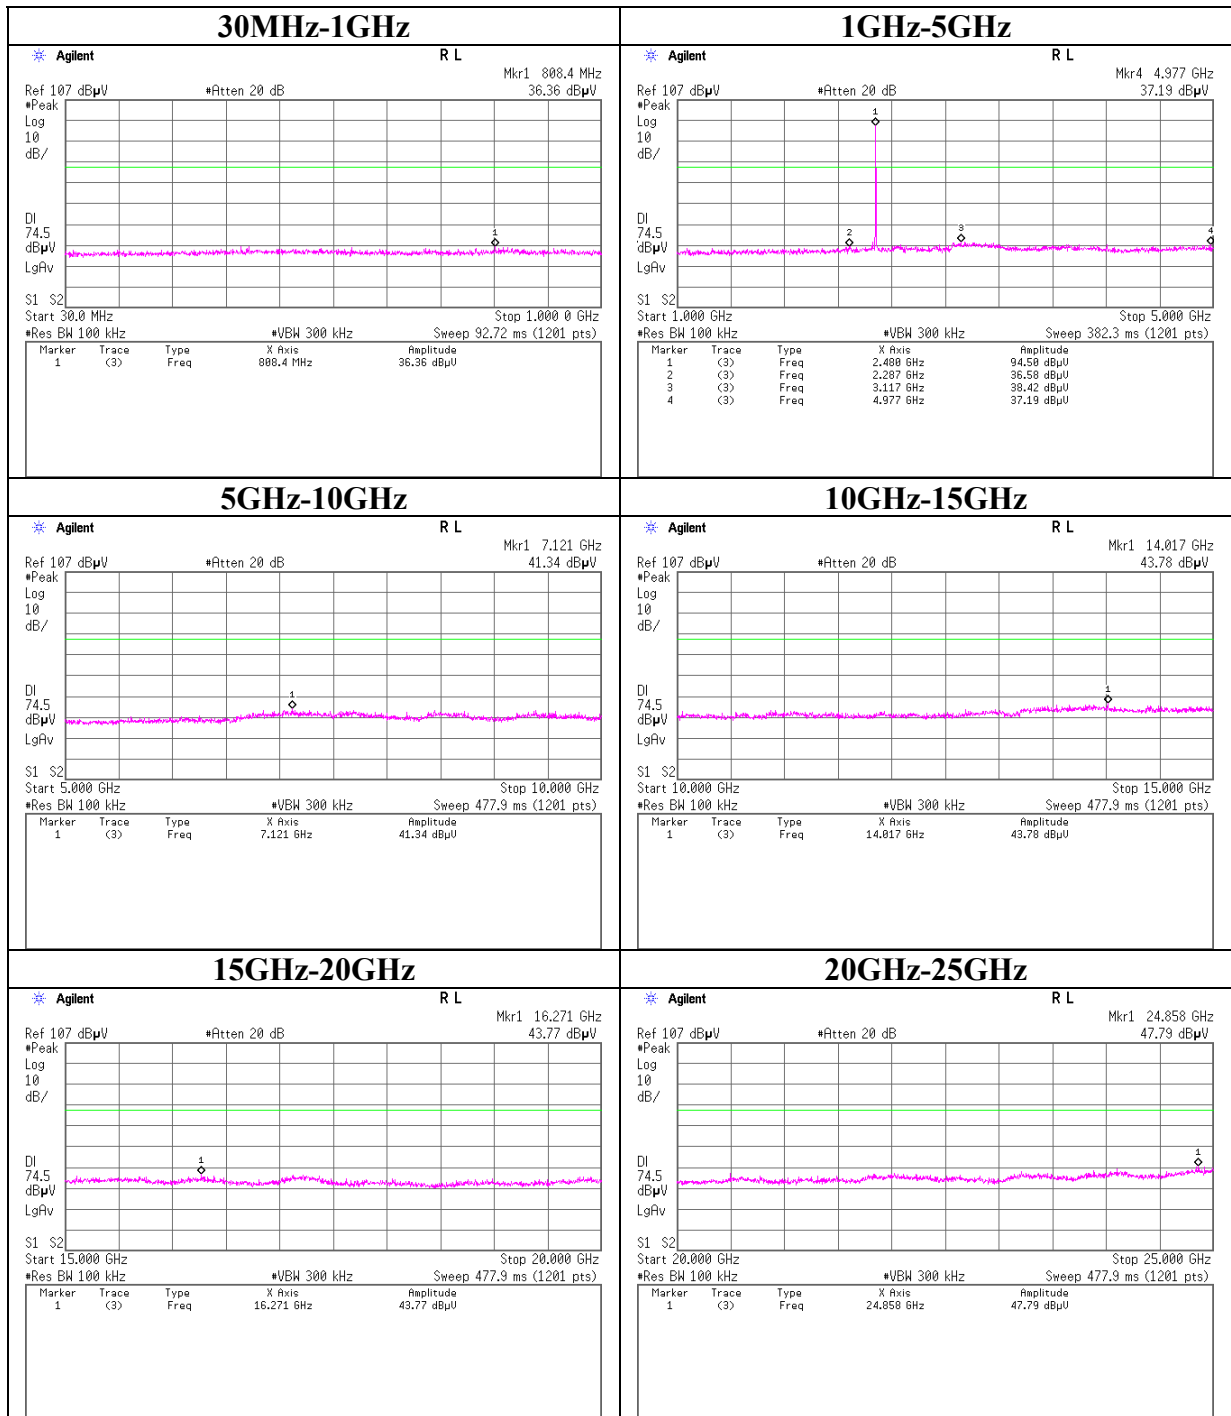 30MHz-1GHz
Agilent R L
Mkr1 808.4 MHz
Ref 107 dBµV #Atten 20 dB 36.36 dBµV
#Peak
Log
10
dB/
1
DI
74.5
dBµV
LgAv
S1 S2
Start 30.0 MHz Stop 1.000 0 GHz
#Res BW 100 kHz #VBW 300 kHz Sweep 92.72 ms (1201 pts)
Marker Trace Type X Axis Amplitude
1 (3) Freq 808.4 MHz 36.36 dBµV
1GHz-5GHz
Agilent R L
Mkr4 4.977 GHz
Ref 107 dBµV #Atten 20 dB 37.19 dBµV
#Peak
Log
10
dB/
1
2 3 4
DI
74.5
dBµV
LgAv
S1 S2
Start 1.000 GHz Stop 5.000 GHz
#Res BW 100 kHz #VBW 300 kHz Sweep 382.3 ms (1201 pts)
Marker Trace Type X Axis Amplitude
1 (3) Freq 2.480 GHz 94.50 dBµV
2 (3) Freq 2.287 GHz 36.58 dBµV
3 (3) Freq 3.117 GHz 38.42 dBµV
4 (3) Freq 4.977 GHz 37.19 dBµV
5GHz-10GHz
Agilent R L
Mkr1 7.121 GHz
Ref 107 dBµV #Atten 20 dB 41.34 dBµV
#Peak
Log
10
dB/
1
DI
74.5
dBµV
LgAv
S1 S2
Start 5.000 GHz Stop 10.000 GHz
#Res BW 100 kHz #VBW 300 kHz Sweep 477.9 ms (1201 pts)
Marker Trace Type X Axis Amplitude
1 (3) Freq 7.121 GHz 41.34 dBµV
10GHz-15GHz
Agilent R L
Mkr1 14.017 GHz
Ref 107 dBµV #Atten 20 dB 43.78 dBµV
#Peak
Log
10
dB/
1
DI
74.5
dBµV
LgAv
S1 S2
Start 10.000 GHz Stop 15.000 GHz
#Res BW 100 kHz #VBW 300 kHz Sweep 477.9 ms (1201 pts)
Marker Trace Type X Axis Amplitude
1 (3) Freq 14.017 GHz 43.78 dBµV
15GHz-20GHz
Agilent R L
Mkr1 16.271 GHz
Ref 107 dBµV #Atten 20 dB 43.77 dBµV
#Peak
Log
10
dB/
1
DI
74.5
dBµV
LgAv
S1 S2
Start 15.000 GHz Stop 20.000 GHz
#Res BW 100 kHz #VBW 300 kHz Sweep 477.9 ms (1201 pts)
Marker Trace Type X Axis Amplitude
1 (3) Freq 16.271 GHz 43.77 dBµV
20GHz-25GHz
Agilent R L
Mkr1 24.858 GHz
Ref 107 dBµV #Atten 20 dB 47.79 dBµV
#Peak
Log
10
dB/
1
DI
74.5
dBµV
LgAv
S1 S2
Start 20.000 GHz Stop 25.000 GHz
#Res BW 100 kHz #VBW 300 kHz Sweep 477.9 ms (1201 pts)
Marker Trace Type X Axis Amplitude
1 (3) Freq 24.858 GHz 47.79 dBµV